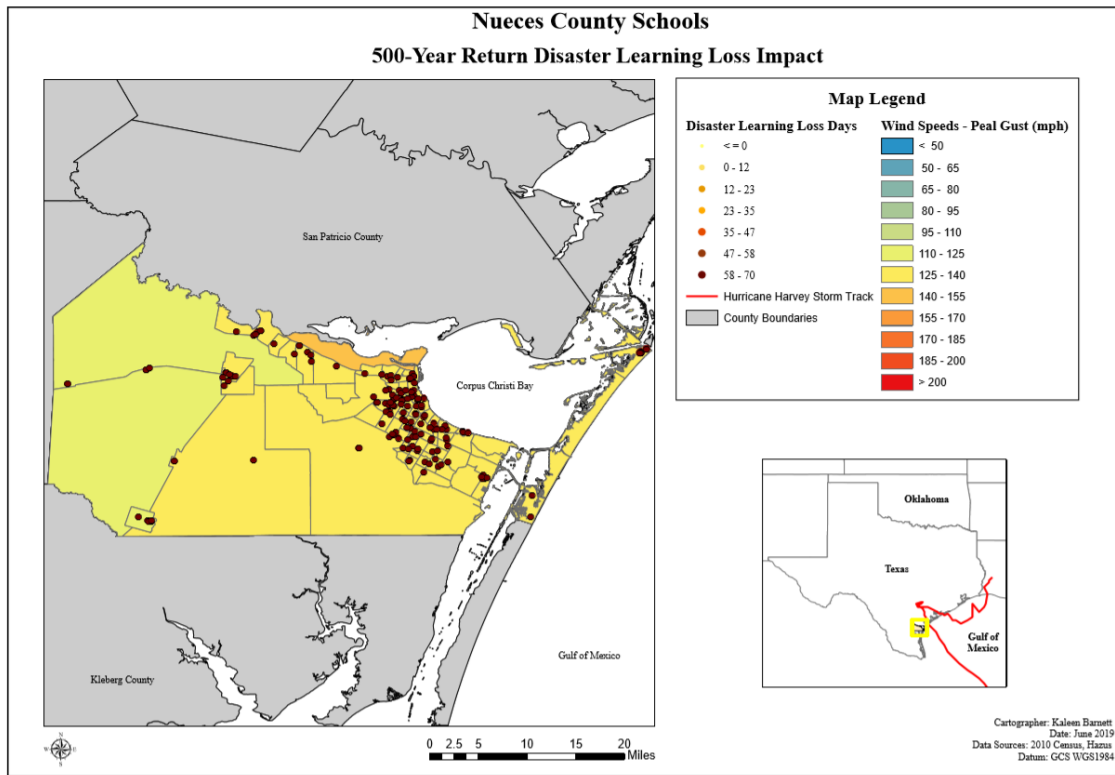 Nueces County Schools
500-Year Return Disaster Learning Loss Impact
San Patricio County
Corpus Christi Bay
Gulf of Mexico
Kleberg County
N
W E
S
0 2.5 5 10 15 20
Miles
Map Legend
Disaster Learning Loss Days
< = 0
0 - 12
12 - 23
23 - 35
35 - 47
47 - 58
58 - 70
Hurricane Harvey Storm Track
County Boundaries
Wind Speeds - Peal Gust (mph)
< 50
50 - 65
65 - 80
80 - 95
95 - 110
110 - 125
125 - 140
140 - 155
155 - 170
170 - 185
185 - 200
> 200
Oklahoma
Texas
Gulf of
Mexico
Cartographer: Kaleen Barnett
Date: June 2019
Data Sources: 2010 Census, Hazus
Datum: GCS WGS1984